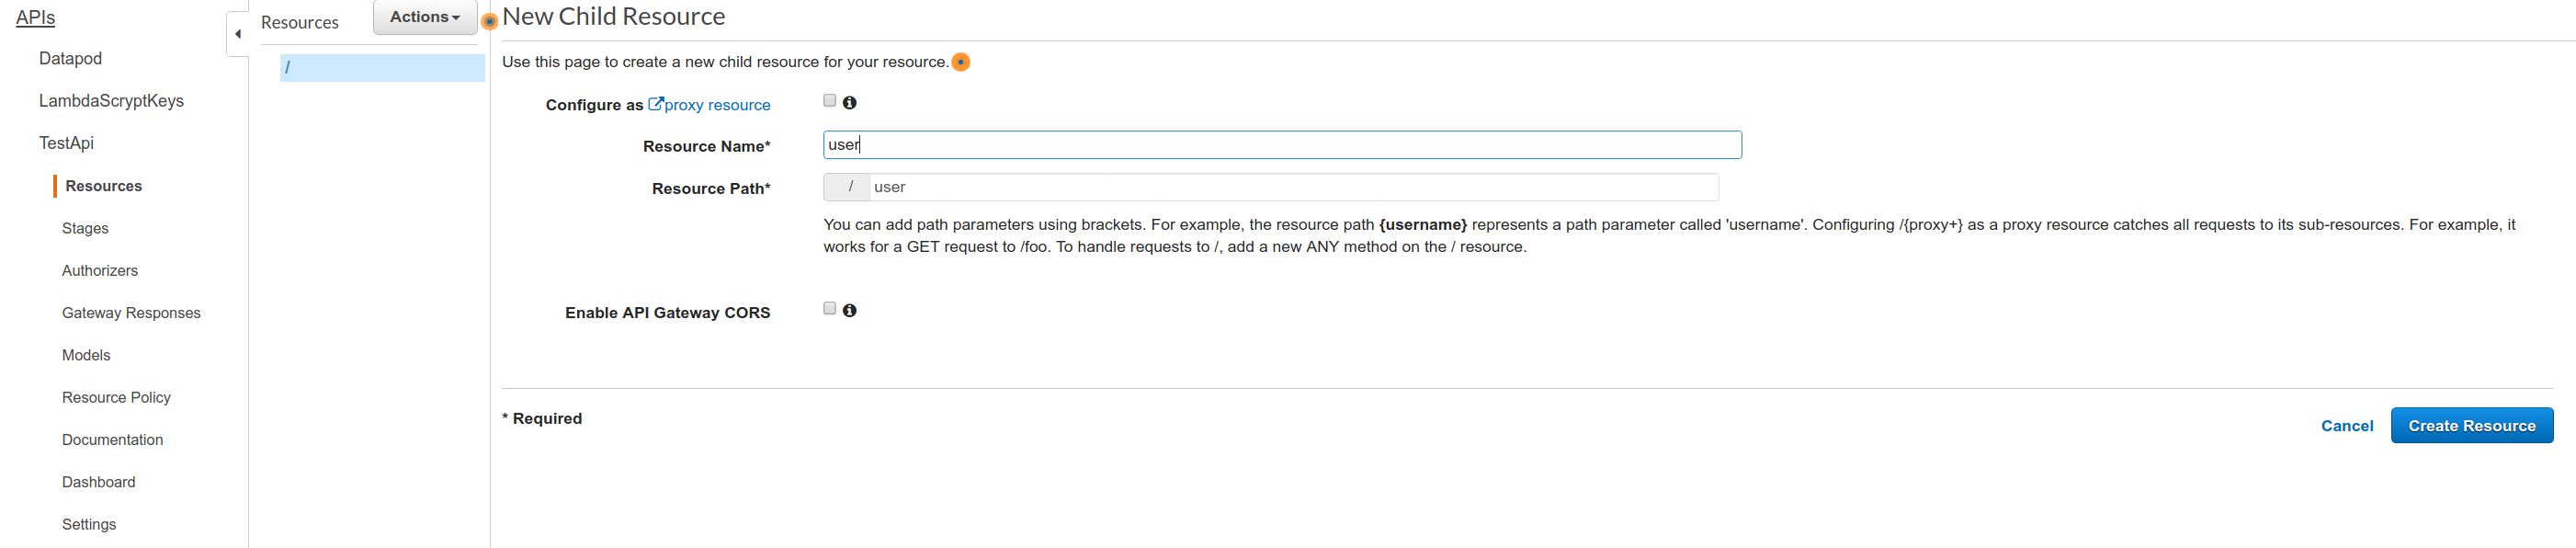 APIs
Datapod
LambdaScryptKeys
TestApi
Resources
Stages
Authorizers
Gateway Responses
Models
Resource Policy
Documentation
Dashboard
Settings
Resources Actions
/
New Child Resource
Use this page to create a new child resource for your resource.
Configure as proxy resource
Resource Name* user
Resource Path* / user
You can add path parameters using brackets. For example, the resource path {username} represents a path parameter called 'username'. Configuring /{proxy+} as a proxy resource catches all requests to its sub-resources. For example, it
works for a GET request to /foo. To handle requests to /, add a new ANY method on the / resource.
Enable API Gateway CORS
* Required
Cancel Create Resource